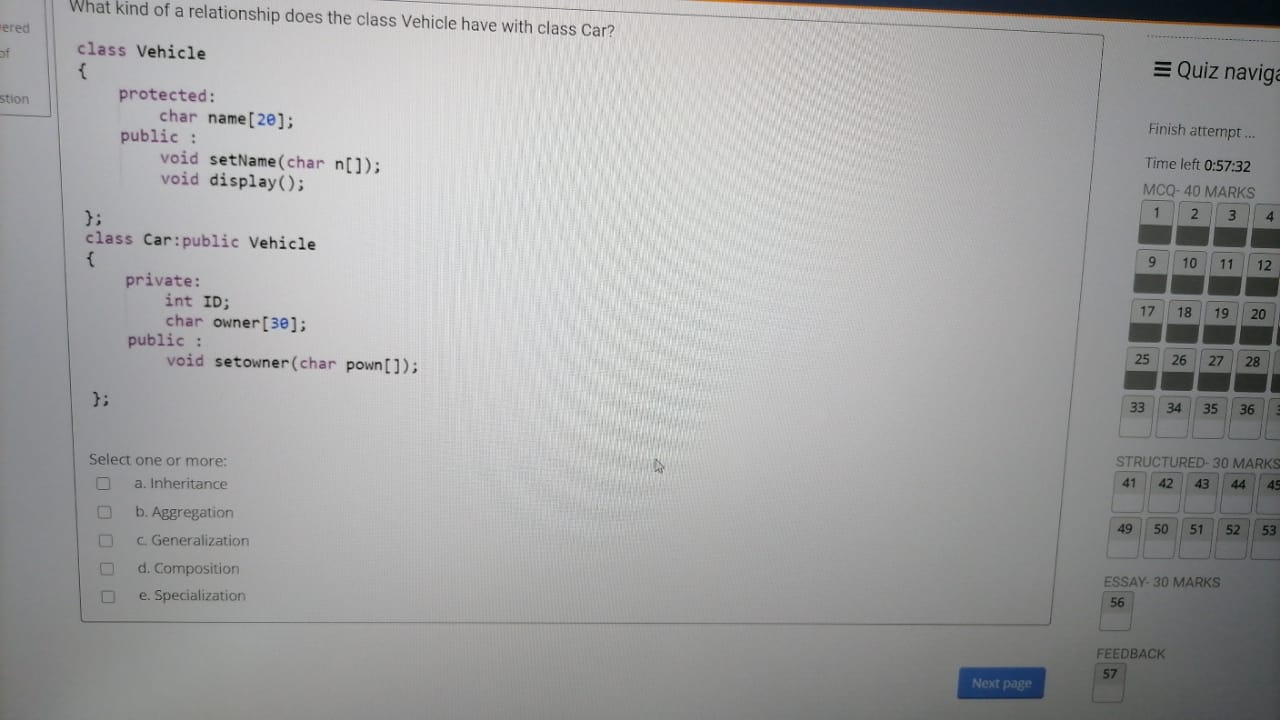 What kind of a relationship does the class Vehicle have with class Car?
ered
of
stion
class Vehicle
{
protected:
char name[20];
public :
void setName(char n[]);
void display();
};
class Car:public Vehicle
{
private:
int ID;
char owner[30];
public :
void setowner(char pown[]);
};
Select one or more:
a. Inheritance
b. Aggregation
c. Generalization
d. Composition
e. Specialization
Next page
Quiz naviga
Finish attempt ...
Time left 0:57:32
MCQ- 40 MARKS
1 2 3 4
9 10 11 12
17 18 19 20
25 26 27 28
33 34 35 36
STRUCTURED- 30 MARKS
41 42 43 44 45
49 50 51 52 53
ESSAY- 30 MARKS
56
FEEDBACK
57